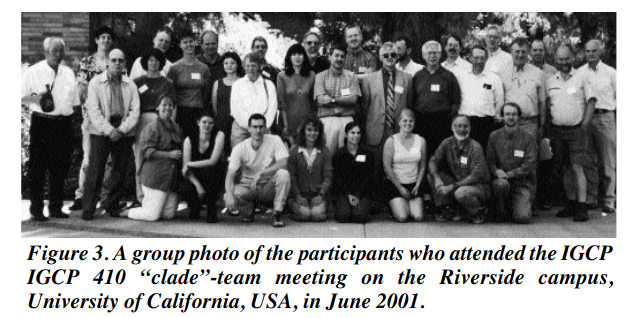 Figure 3. A group photo of the participants who attended the IGCP
IGCP 410 “clade”-team meeting on the Riverside campus,
University of California, USA, in June 2001.